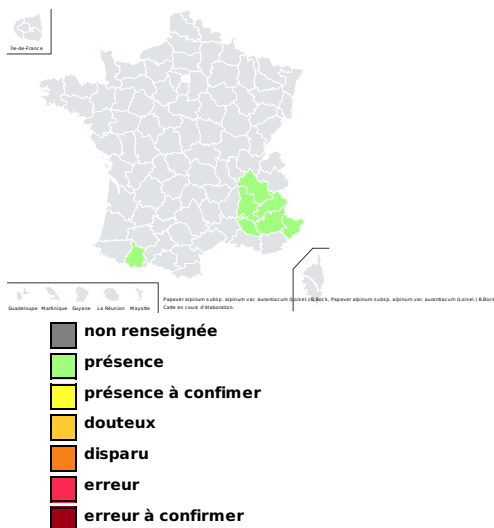 Île-de-France
Guadeloupe Martinique Guyane La Réunion Mayotte
Papaver alpinum subsp. alpinum var. aurantiacum (Loisel.) B.Bock, Papaver alpinum subsp. alpinum var. aurantiacum (Loisel.) B.Bock
Carte en cours d'élaboration.
non renseignée
présence
présence à confimer
douteux
disparu
erreur
erreur à confirmer